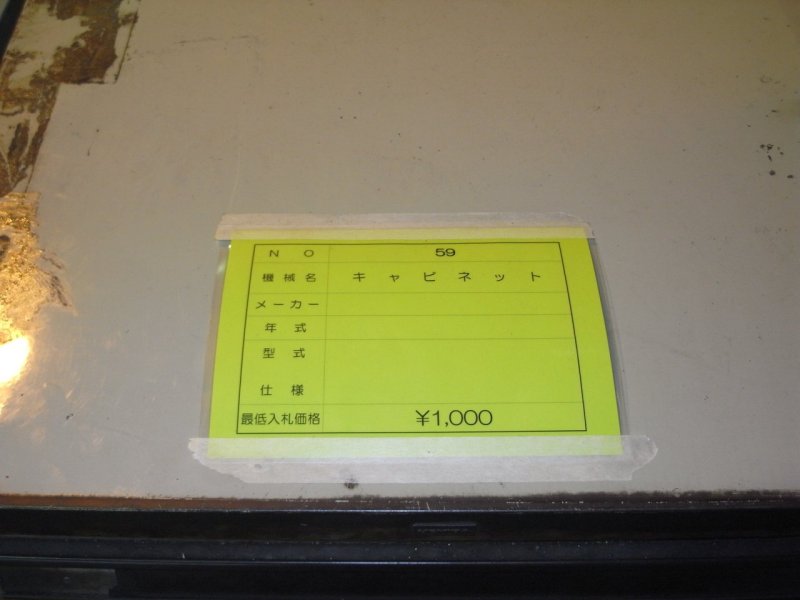 NO 59
機械名 キャビネット
メーカー
年式
型式
仕様
最低入札価格 ¥1,000